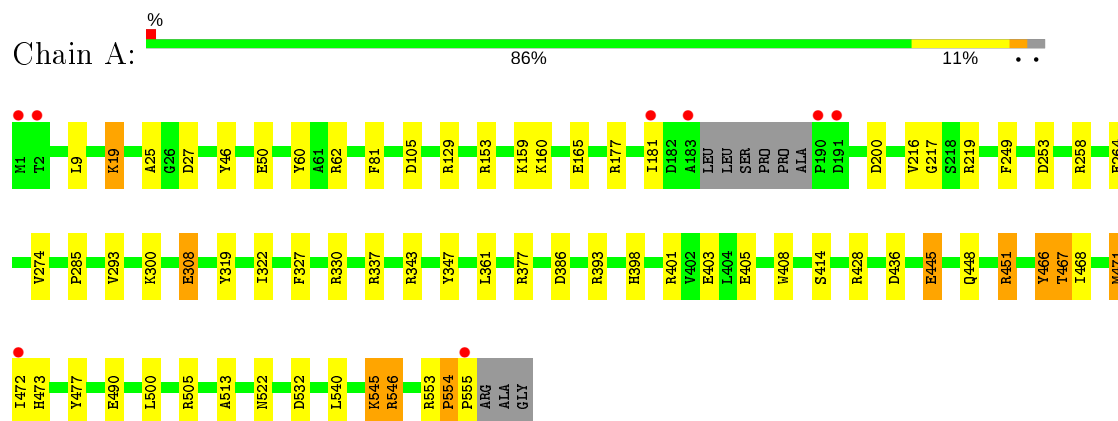 %
Chain A:
86% 11% • •
M1 T2 L9 K19 A25 G26 D27 Y46 E50 Y60 A61 R62 F81 D105 R129 R153 K159 K160 E165 R177 I181 D182 A183 LEU LEU SER PRO PRO ALA P190 D191 D200 V216 G217 S218 R219 F249 D253 R258
V274 P285 V293 K300 E308 Y319 I322 F327 R330 R337 R343 Y347 L361 R377 D386 R393 H398 R401 V402 E403 L404 E405 W408 S414 R428 D436 E445 Q448 R451 Y466 T467 I468
I472 H473 Y477 E490 L500 R505 A513 N522 D532 L540 K545 R546 R553 P554 P555 ARG ALA GLY